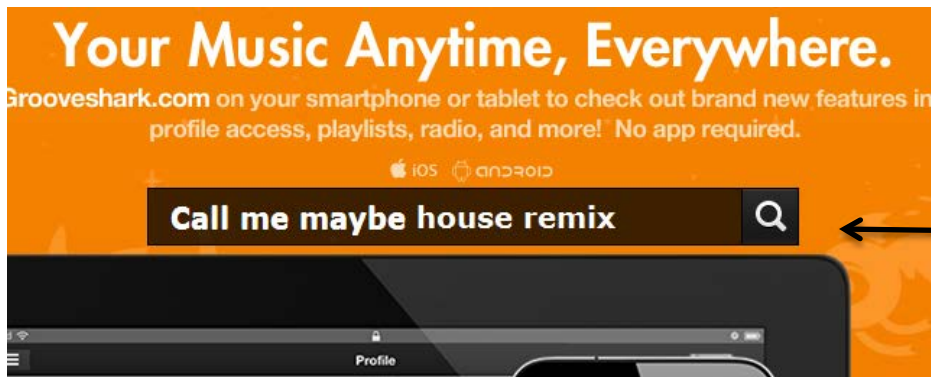 Your Music Anytime, Everywhere.
Grooveshark.com on your smartphone or tablet to check out brand new features in
profile access, playlists, radio, and more! No app required.
iOS android
Call me maybe house remix
Profile